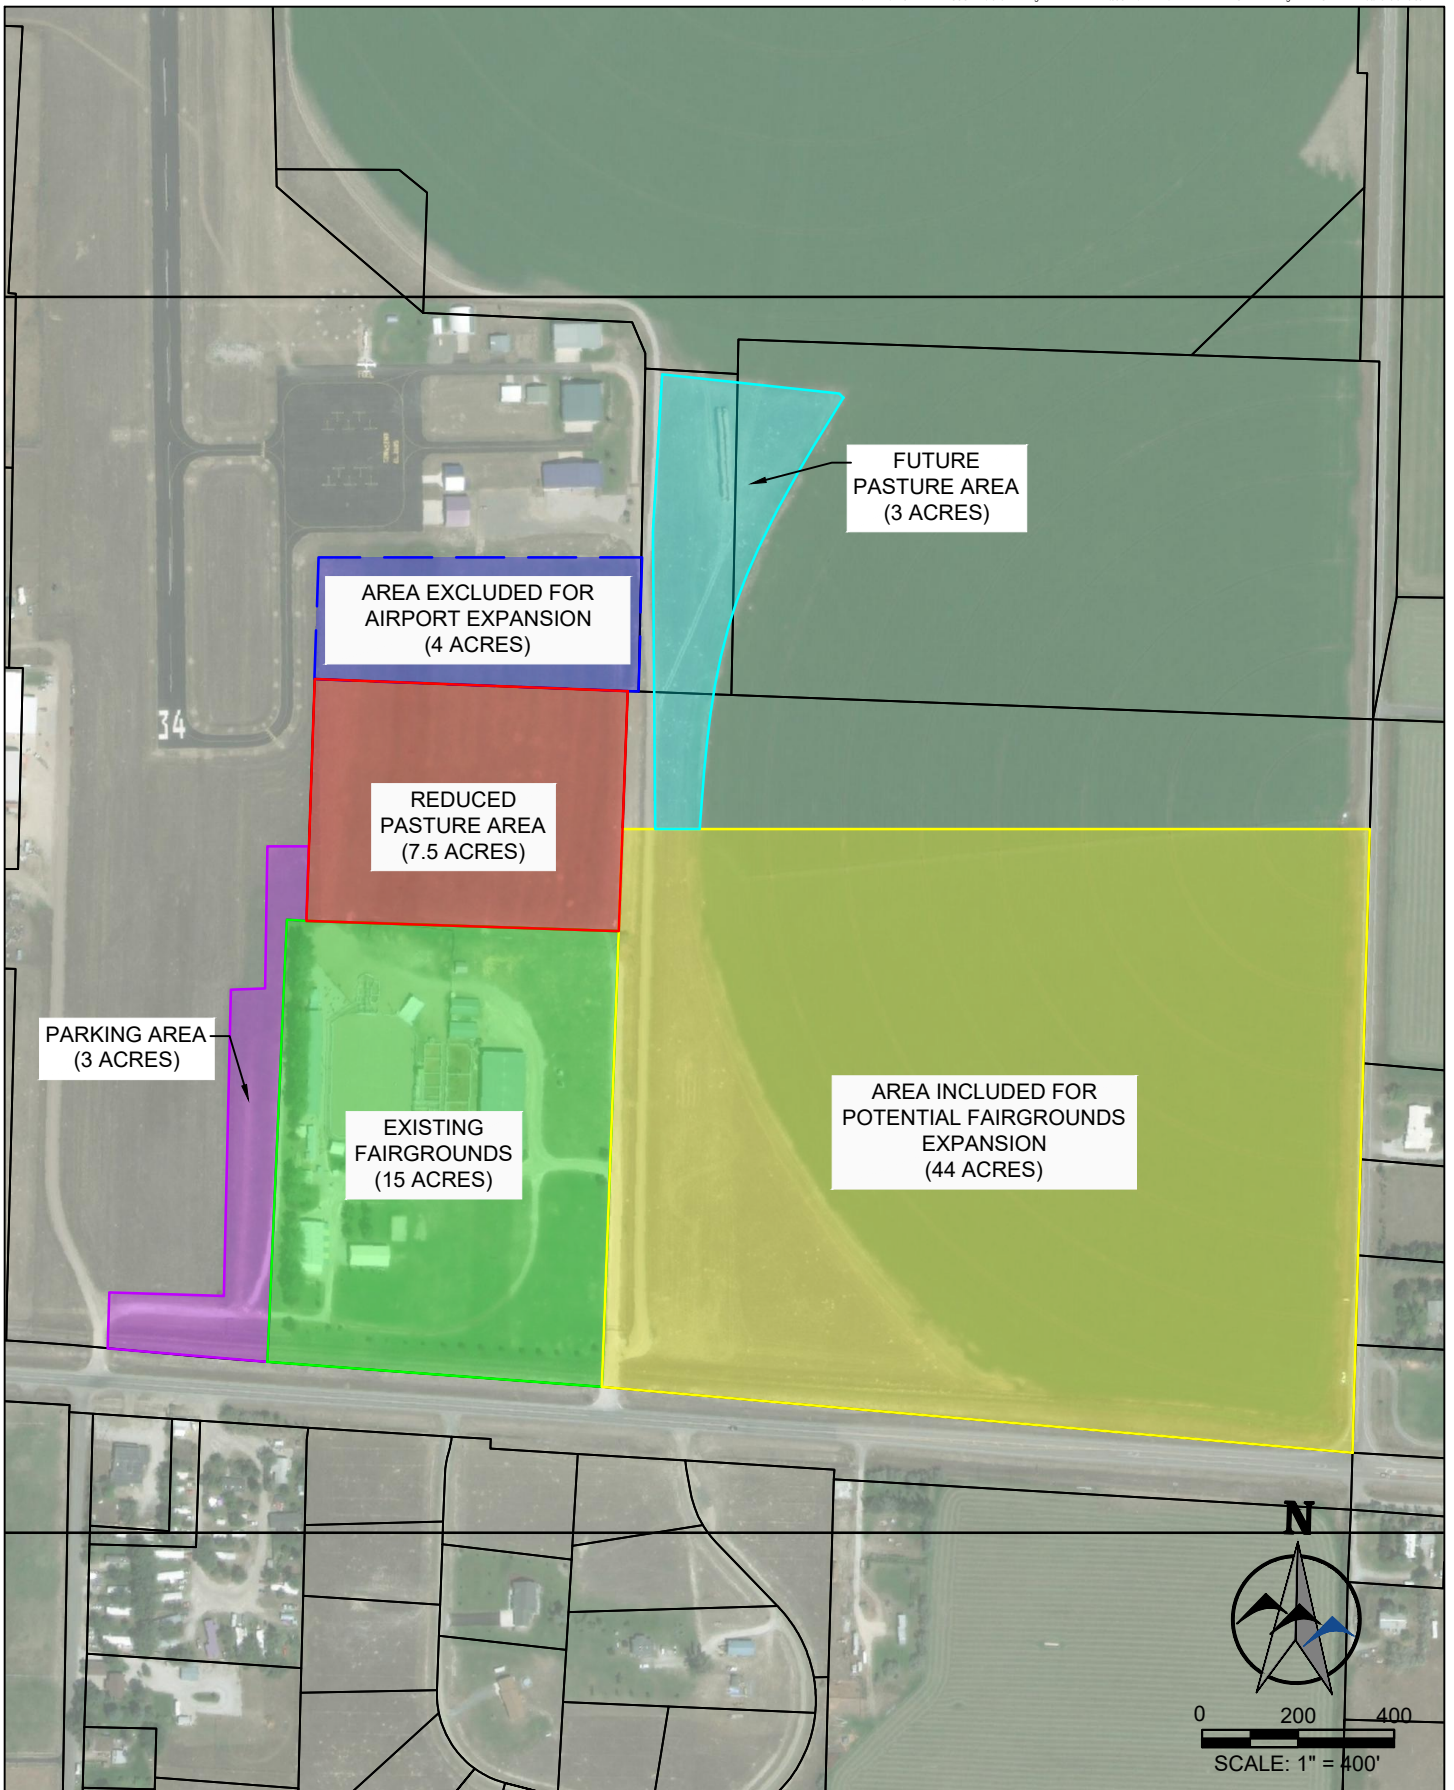 FUTURE
PASTURE AREA
(3 ACRES)
AREA EXCLUDED FOR
AIRPORT EXPANSION
(4 ACRES)
34
REDUCED
PASTURE AREA
(7.5 ACRES)
PARKING AREA
(3 ACRES)
EXISTING
FAIRGROUNDS
(15 ACRES)
AREA INCLUDED FOR
POTENTIAL FAIRGROUNDS
EXPANSION
(44 ACRES)
N
0 200 400
SCALE: 1" = 400'